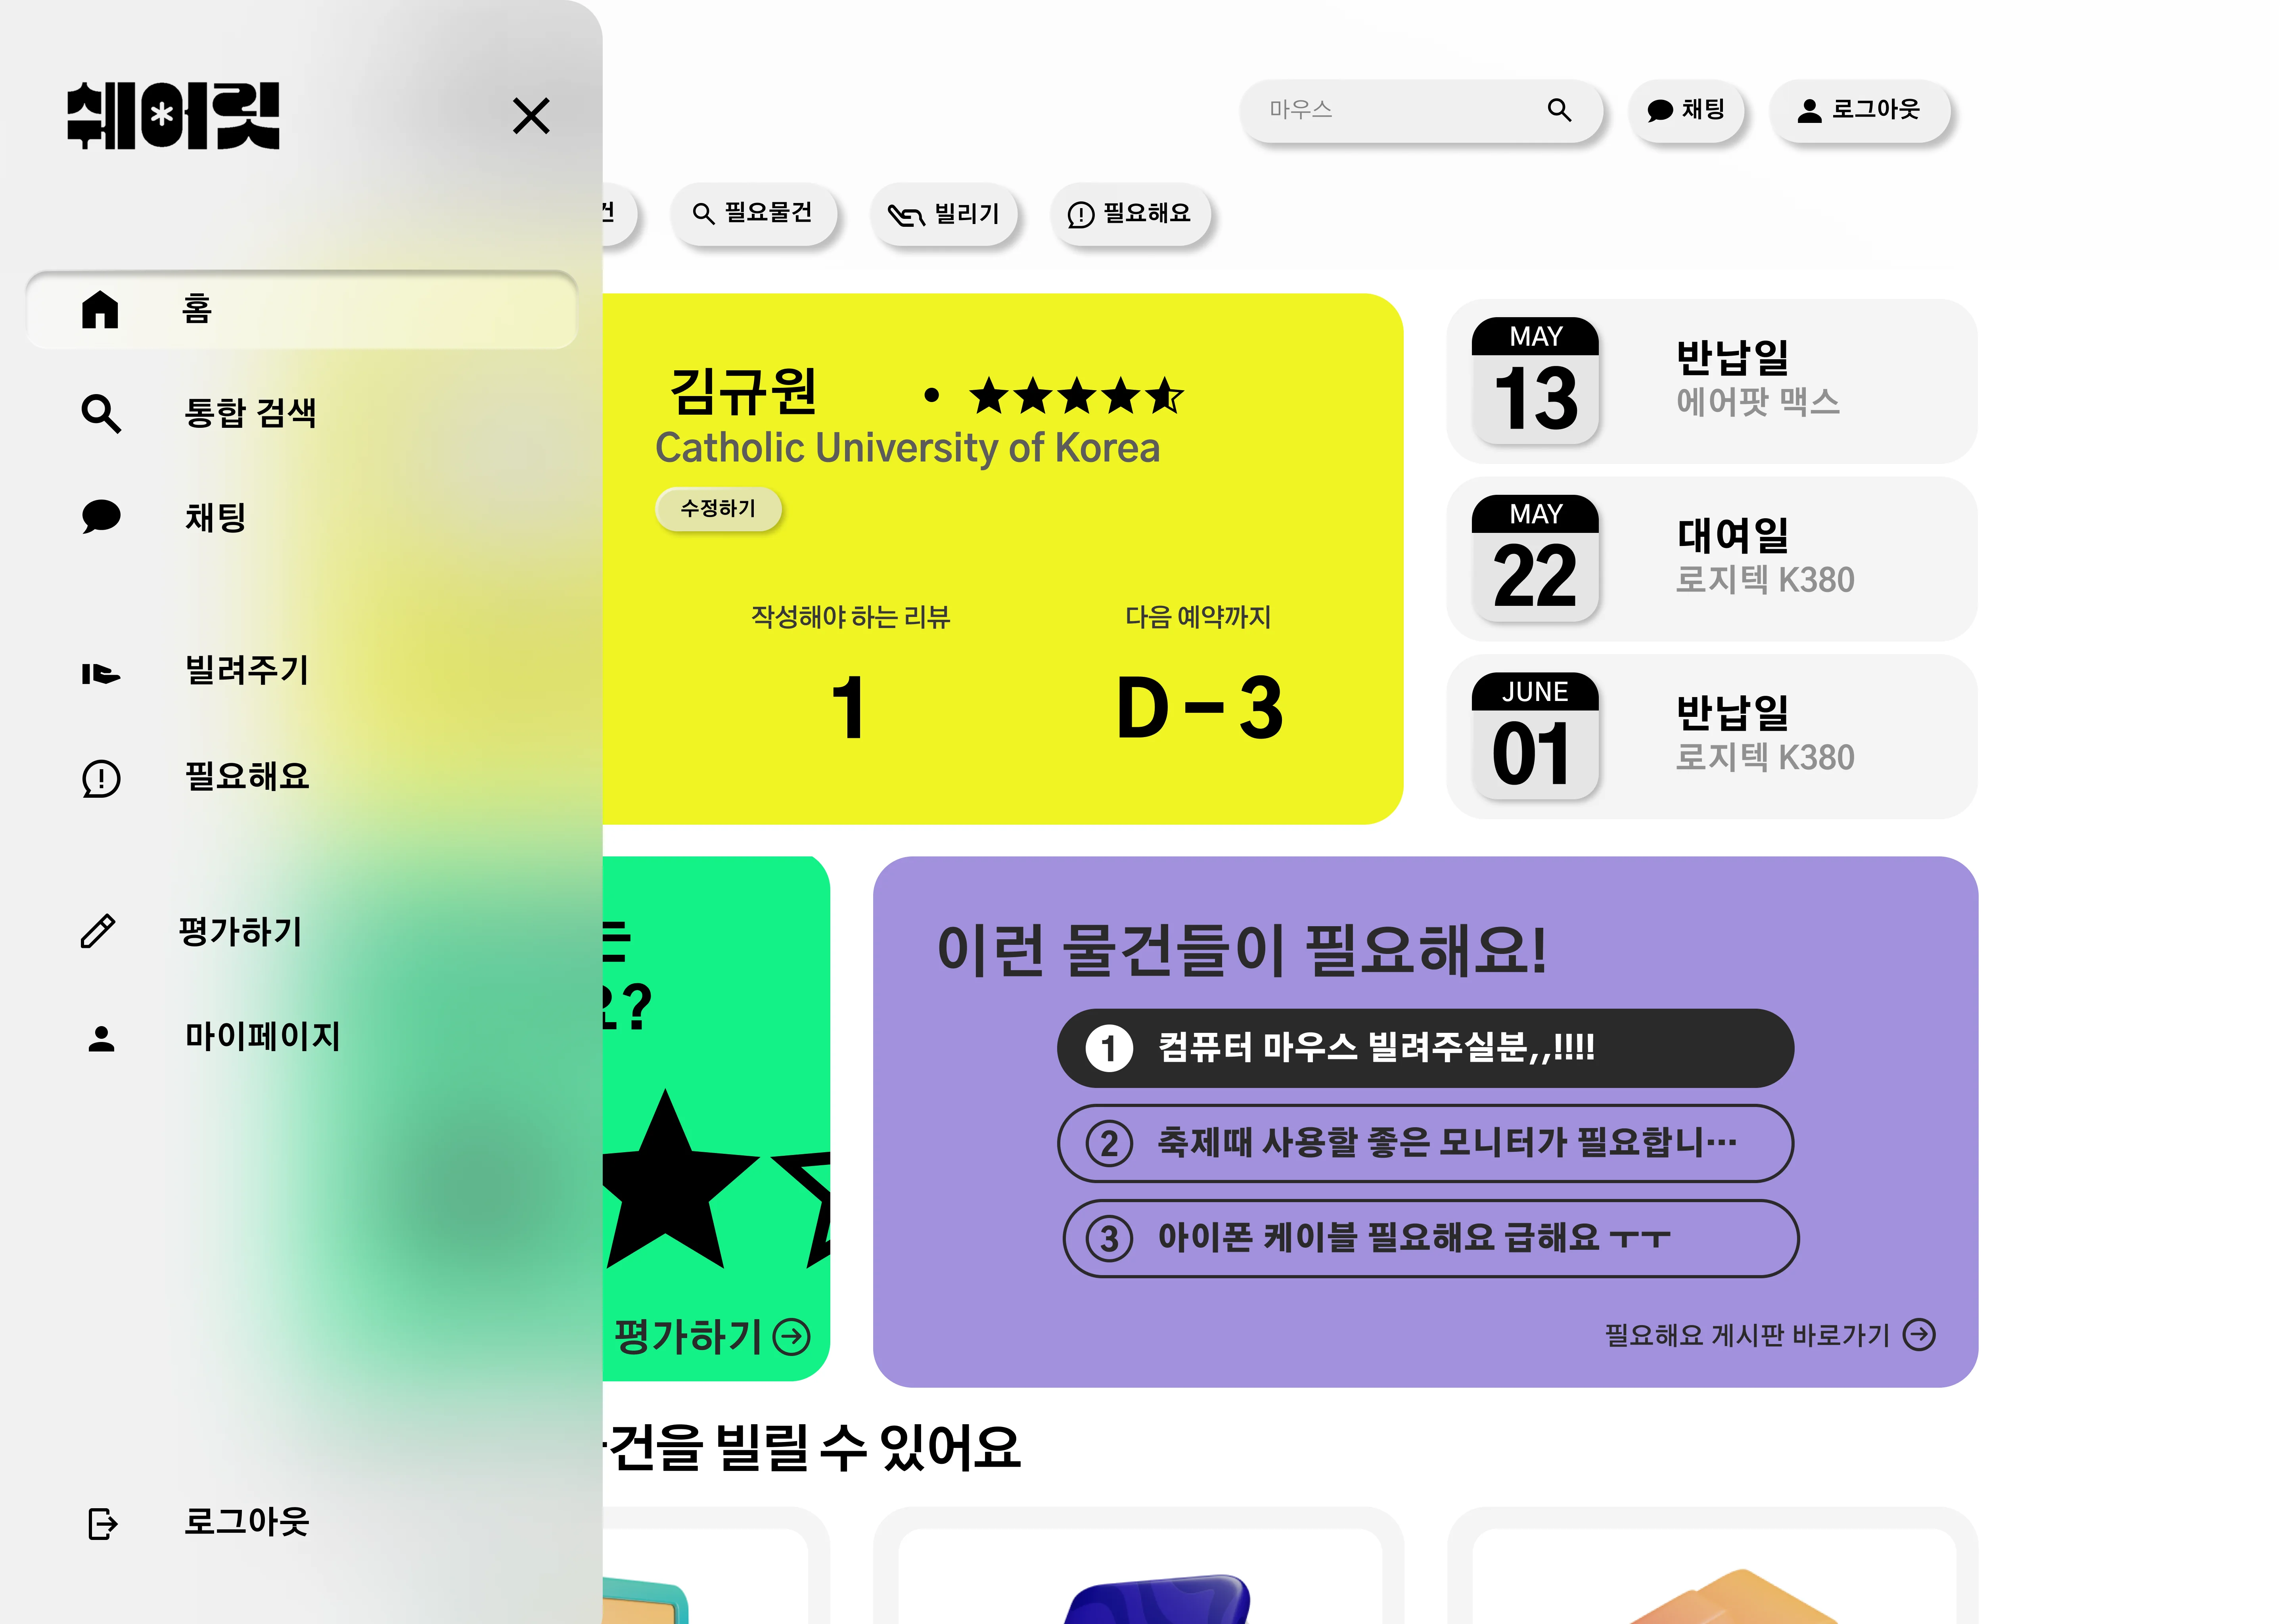 쉐어릿
홈
통합 검색
채팅
빌려주기
필요해요
평가하기
마이페이지
로그아웃
마우스
채팅
로그아웃
건
필요물건
빌리기
필요해요
김규원
Catholic University of Korea
수정하기
작성해야 하는 리뷰
1
다음 예약까지
D-3
MAY
13
반납일
에어팟 맥스
MAY
22
대여일
로지텍 K380
JUNE
01
반납일
로지텍 K380
는
?
평가하기
이런 물건들이 필요해요!
1 컴퓨터 마우스 빌려주실분,,!!!!
2 축제때 사용할 좋은 모니터가 필요합니…
3 아이폰 케이블 필요해요 급해요 ㅜㅜ
필요해요 게시판 바로가기
건을 빌릴 수 있어요